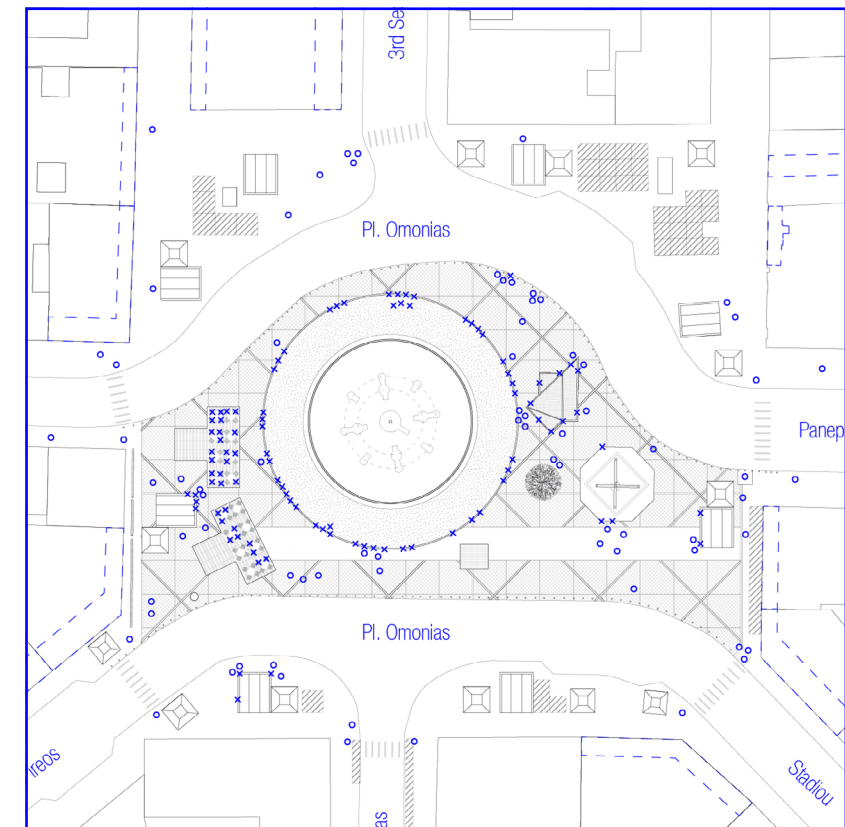 3rd Se
Pl. Omonias
Panep
Pl. Omonias
ireos
Stadiou
as